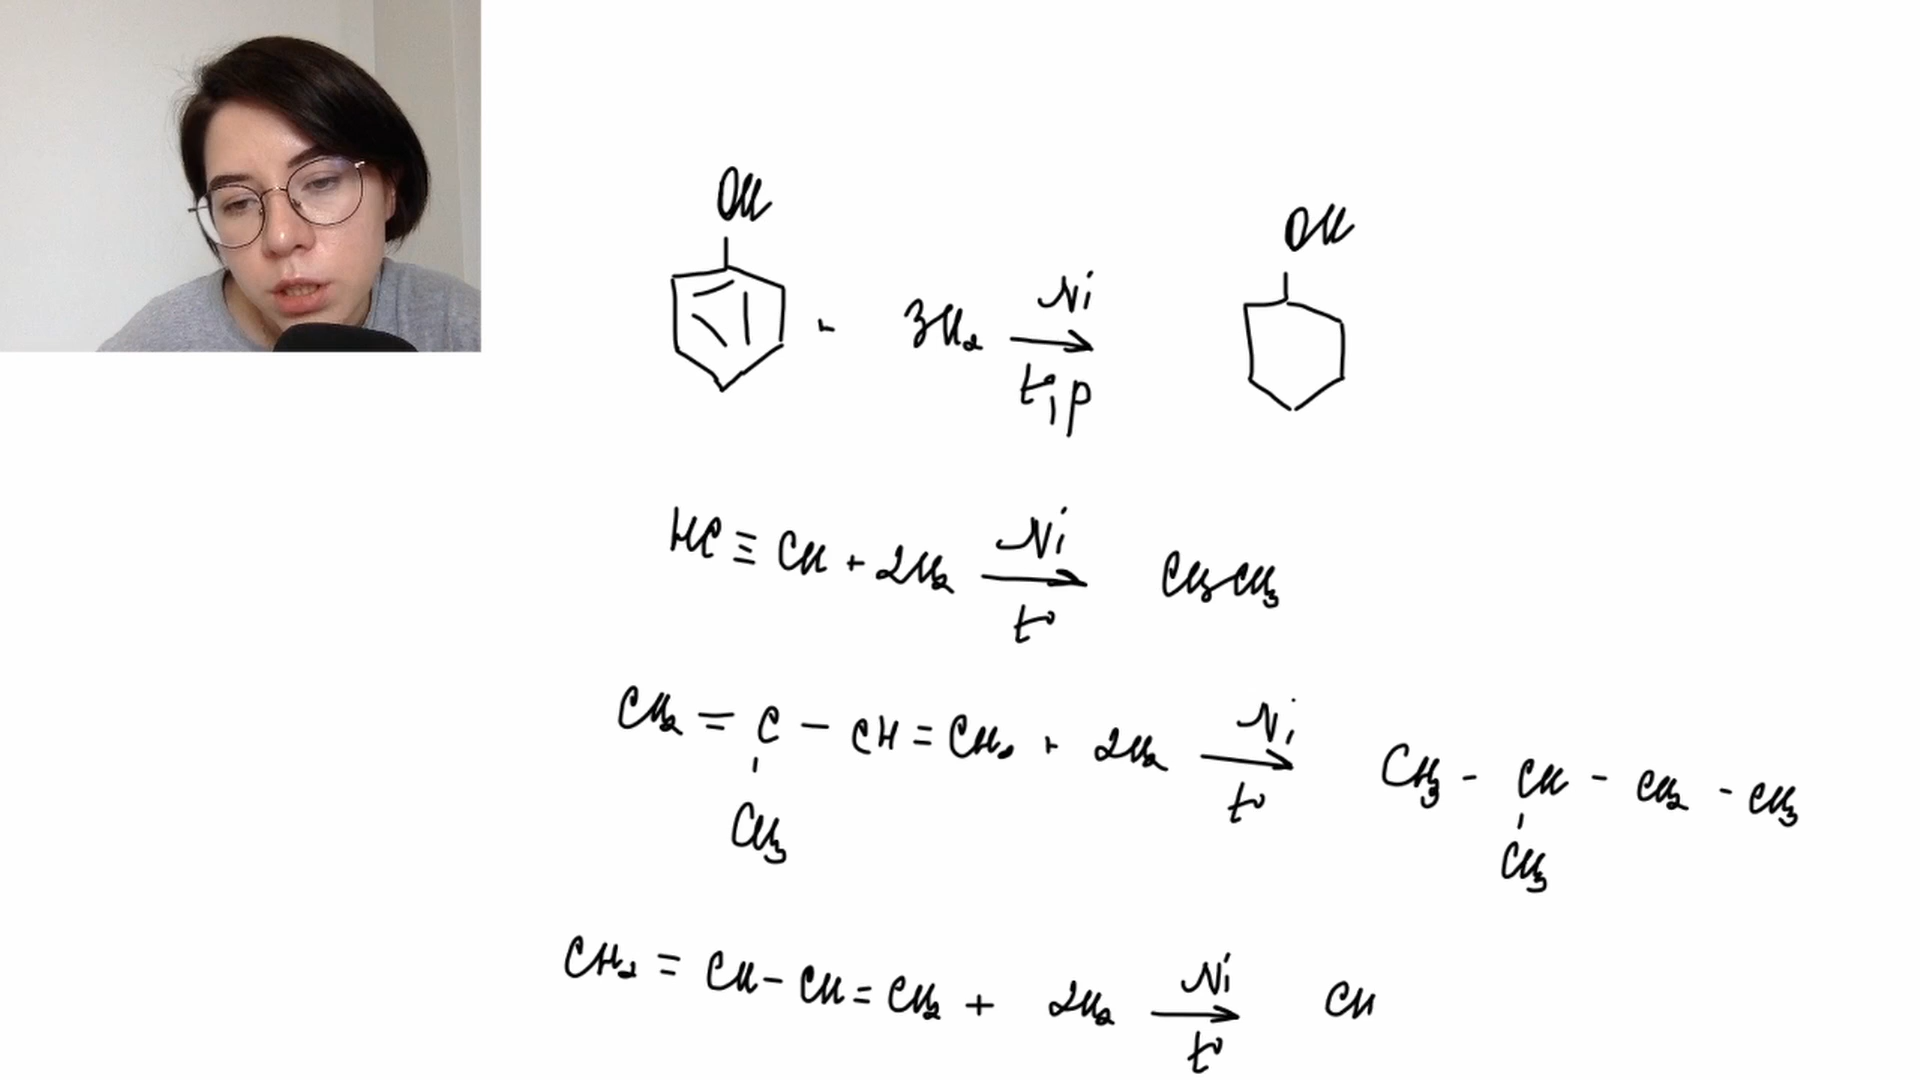 OH
OH
+ 3H₂ Ni t°, p
HC ≡ CH + 2H₂ Ni → t° CH₃CH₃
CH₂ = C – CH = CH₂ + 2H₂ Ni → t° CH₃ - CH - CH₂ - CH₃
CH₃
CH₃
CH₂ = CH – CH = CH₂ + 2H₂ Ni → t° CH